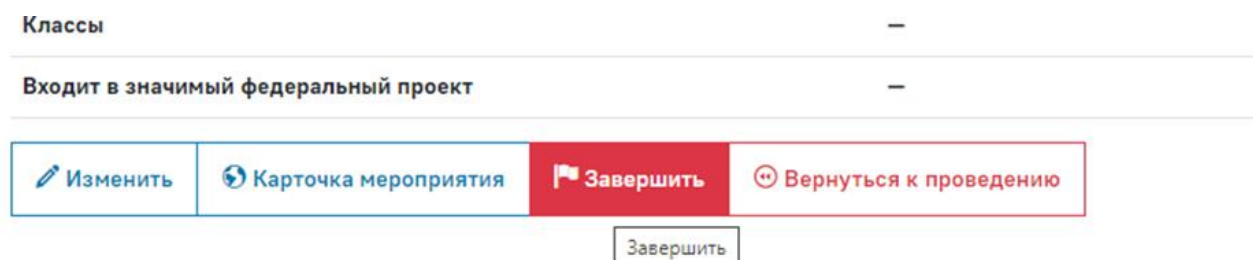 Классы —
Входит в значимый федеральный проект —
Изменить Карточка мероприятия Завершить Вернуться к проведению
Завершить